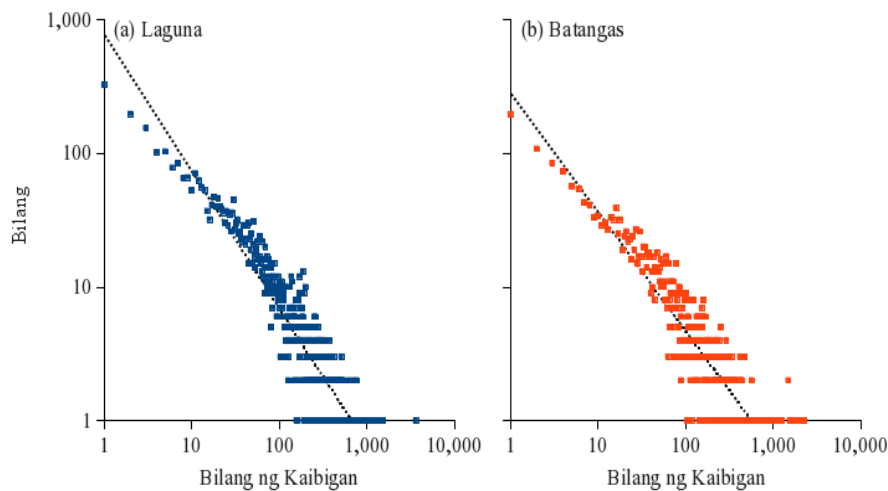 (a) Laguna
1,000
100
10
1
Bilang
1
10
100
1,000
10,000
Bilang ng Kaibigan
(b) Batangas
1
10
100
1,000
10,000
Bilang ng Kaibigan